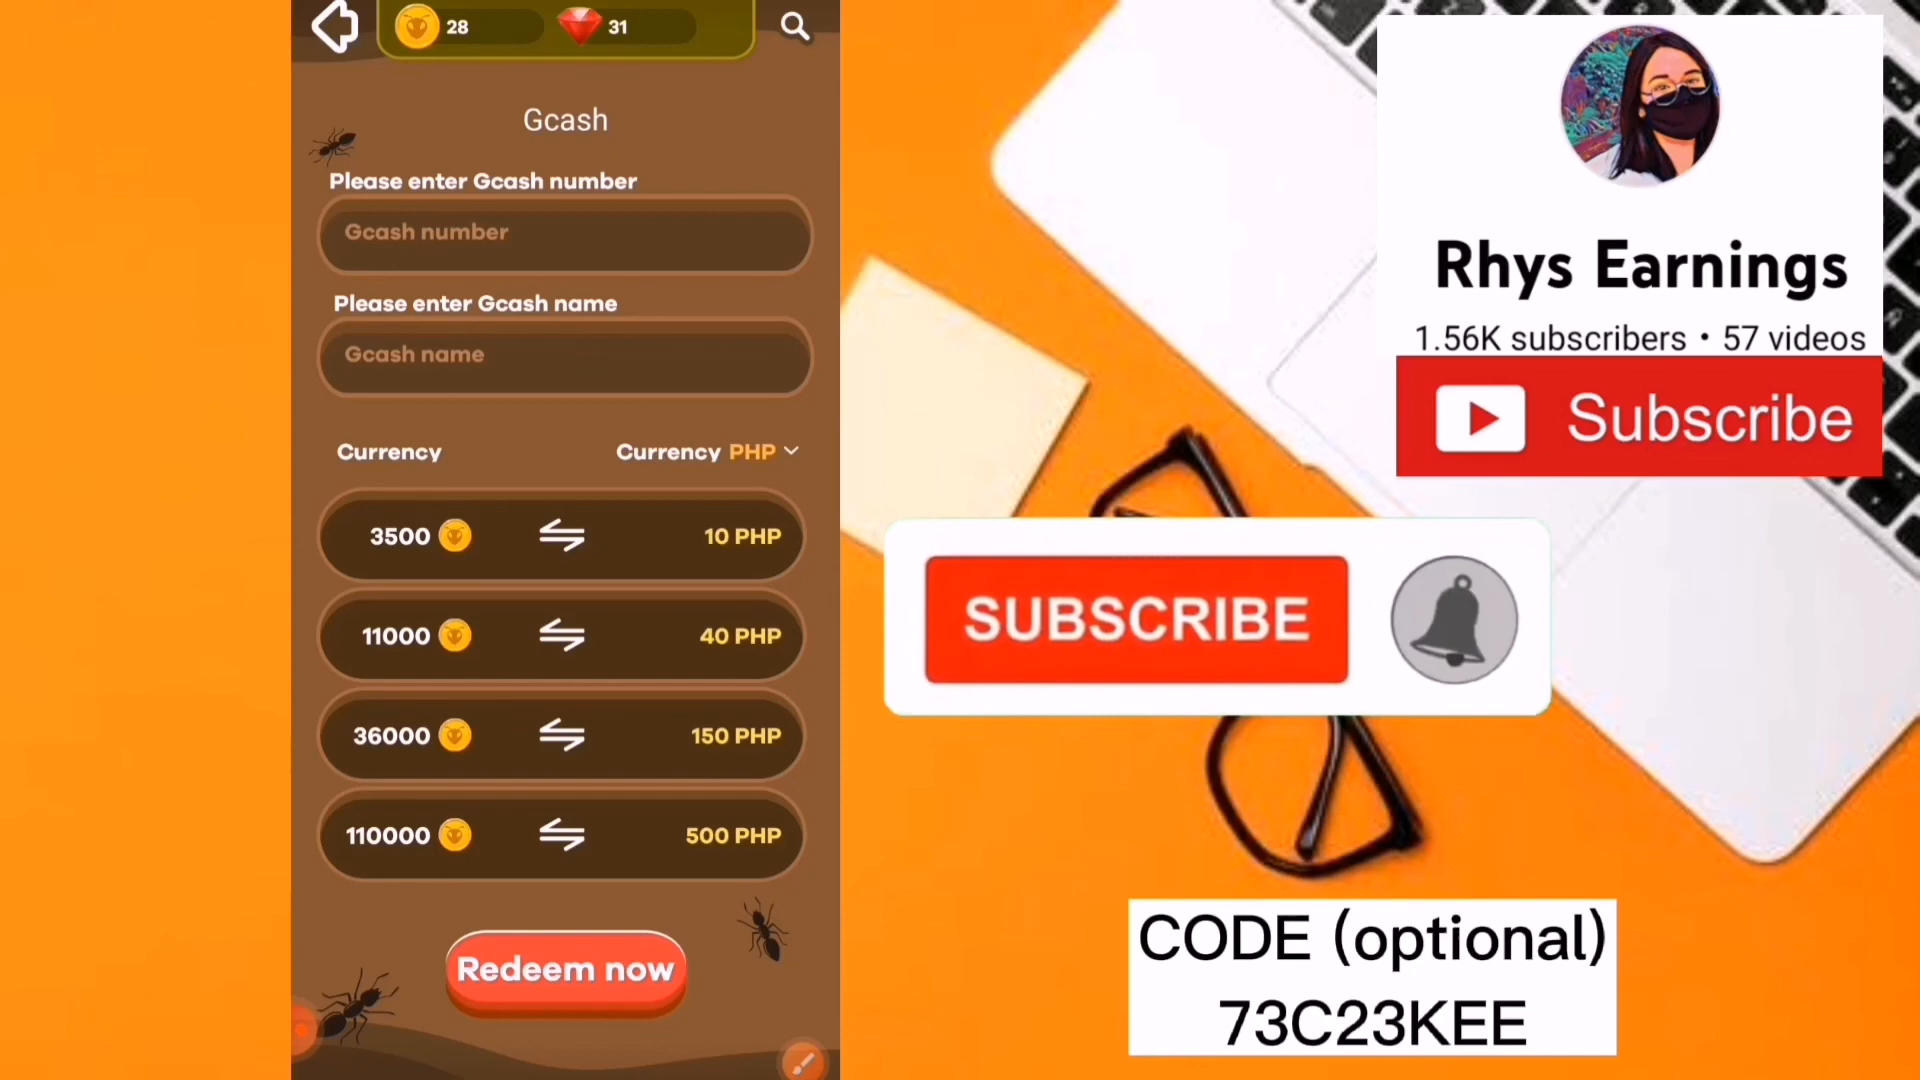 28
31
Gcash
Please enter Gcash number
Gcash number
Please enter Gcash name
Gcash name
Currency
Currency PHP
3500
10 PHP
11000
40 PHP
36000
150 PHP
110000
500 PHP
Redeem now
Rhys Earnings
1.56K subscribers • 57 videos
Subscribe
SUBSCRIBE
CODE (optional)
73C23KEE